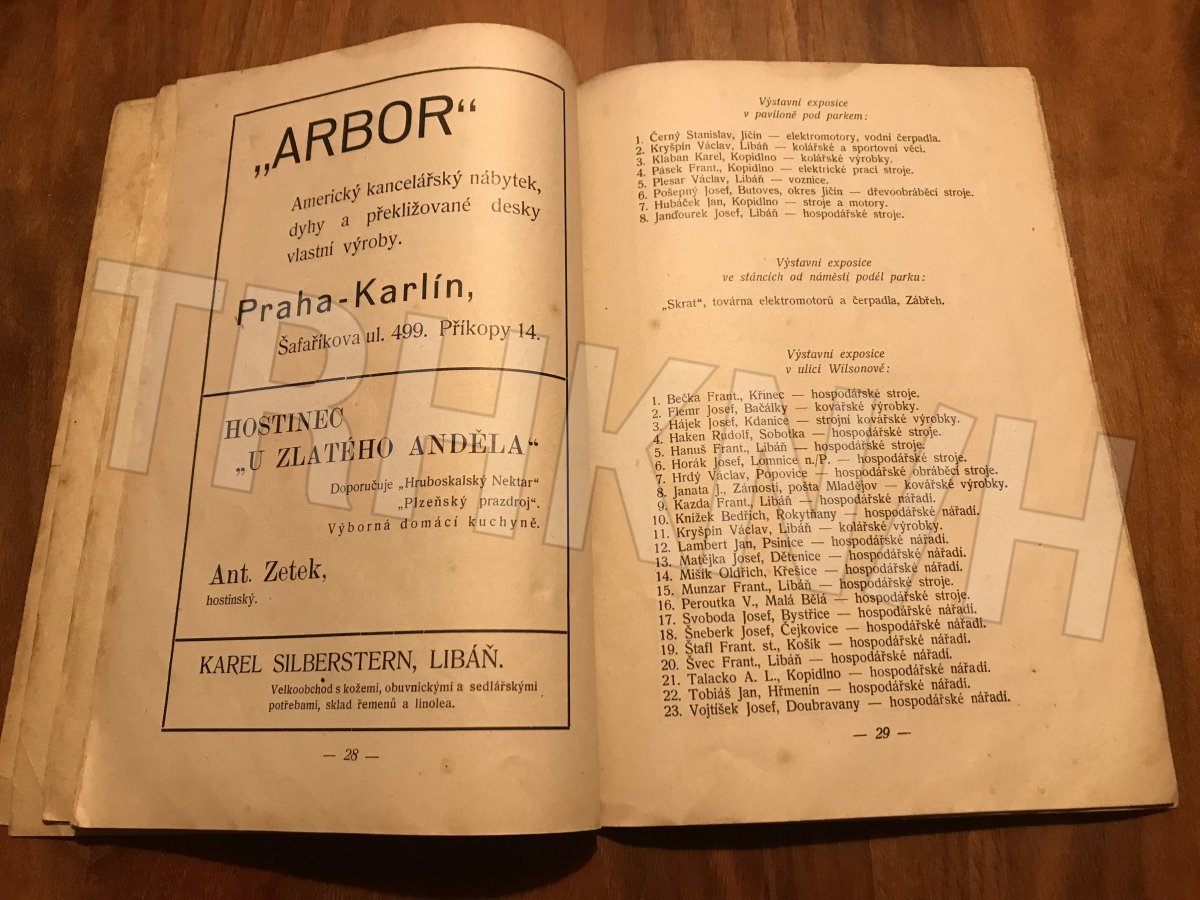 „ARBOR“
Americký kancelářský nábytek,
dyhy a překližované desky
vlastní výroby.
Praha-Karlín,
Šafaříkova ul. 499. Příkopy 14.
HOSTINEC
„U ZLATÉHO ANDĚLA“
Doporučuje „Hruboskalský Nektar“
„Plzeňský prazdroj“.
Výborná domácí kuchyně.
Ant. Zetek,
hostinský.
KAREL SILBERSTERN, LIBÁŇ.
Velkoobchod s kožemi, obuvnickými a sedlářskými
potřebami, sklad řemenů a linolea.
— 28 —
Výstavní exposice
v paviloně pod parkem:
1. Černý Stanislav, Jičín — elektromotory, vodní čerpadla.
2. Kryšpín Václav, Libáň — kolářské a sportovní věci.
3. Klaban Karel, Kopidlno — kolářské výrobky.
4. Pásek Frant., Kopidlno — elektrické prací stroje.
5. Plesar Václav, Libáň — voznice.
6. Pošepný Josef, Butoves, okres Jičín — dřevoobráběcí stroje.
7. Hubáček Jan, Kopidlno — stroje a motory.
8. Janďourek Josef, Libáň — hospodářské stroje.
Výstavní exposice
ve stáncích od náměstí podél parku:
„Skrat“, továrna elektromotorů a čerpadla, Zábřeh.
Výstavní exposice
v ulici Wilsonové:
1. Bečka Frant., Křinec — hospodářské stroje.
2. Flemr Josef, Bačálky — kovářské výrobky.
3. Hájek Josef, Kdanice — strojní kovářské výrobky.
4. Haken Rudolf, Sobotka — hospodářské stroje.
5. Hanuš Frant., Libáň — hospodářské stroje.
6. Horák Josef, Lomnice n./P. — hospodářské stroje.
7. Hrdý Václav, Popovice — hospodářské obráběcí stroje.
8. Janata J., Zámostí, pošta Mladějov — kovářské výrobky.
9. Kazda Frant., Libáň — hospodářské nářadí.
10. Knížek Bedřich, Rokytňany — hospodářské nářadí.
11. Kryšpín Václav, Libáň — kolářské výrobky.
12. Lambert Jan, Psinice — hospodářské nářadí.
13. Matějka Josef, Dětenice — hospodářské nářadí.
14. Mišík Oldřich, Křešice — hospodářské nářadí.
15. Munzar Frant., Libáň — hospodářské stroje.
16. Peroutka V., Malá Bělá — hospodářské stroje.
17. Svoboda Josef, Bystřice — hospodářské nářadí.
18. Šneberk Josef, Čejkovice — hospodářské nářadí.
19. Štafl Frant. st., Košík — hospodářské nářadí.
20. Švec Frant., Libáň — hospodářské nářadí.
21. Talacko A. L., Kopidlno — hospodářské nářadí.
22. Tobiáš Jan, Hřmenín — hospodářské nářadí.
23. Vojtíšek Josef, Doubravany — hospodářské nářadí.
— 29 —
TRHKNIH